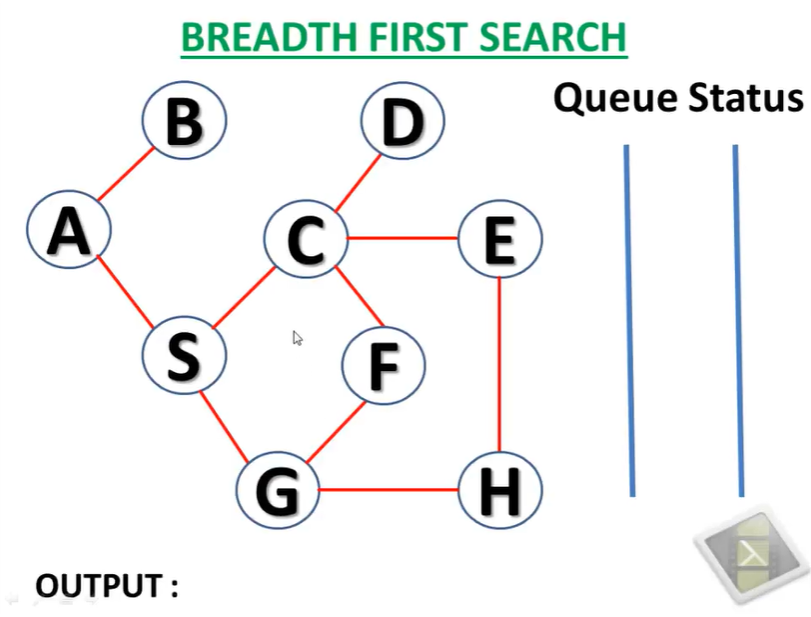 BREADTH FIRST SEARCH
Queue Status
B
D
A
C
E
S
F
G
H
OUTPUT :